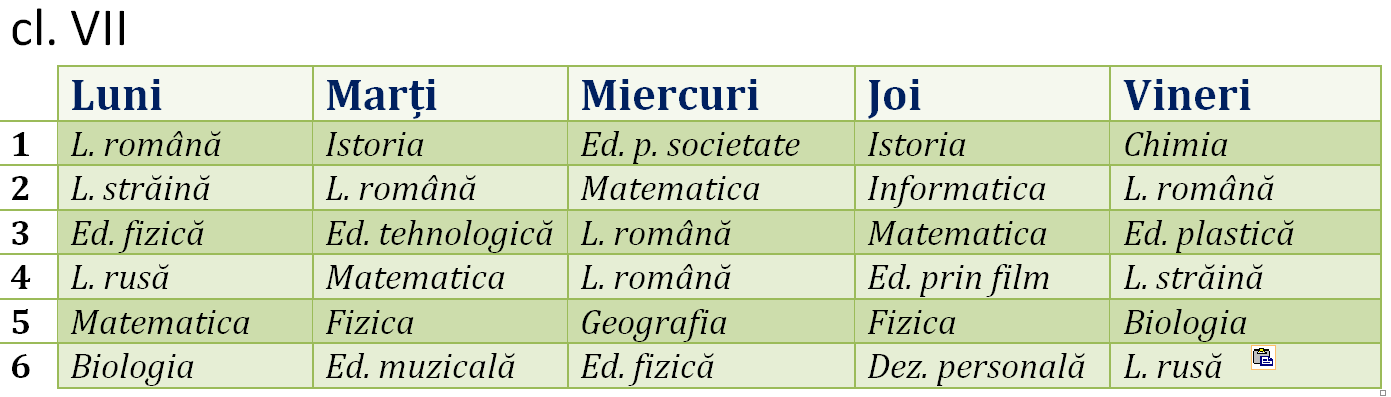 cl. VII
Luni Marți Miercuri Joi Vineri
1 L. română Istoria Ed. p. societate Istoria Chimia
2 L. străină L. română Matematica Informatica L. română
3 Ed. fizică Ed. tehnologică L. română Matematica Ed. plastică
4 L. rusă Matematica L. română Ed. prin film L. străină
5 Matematica Fizica Geografia Fizica Biologia
6 Biologia Ed. muzicală Ed. fizică Dez. personală L. rusă